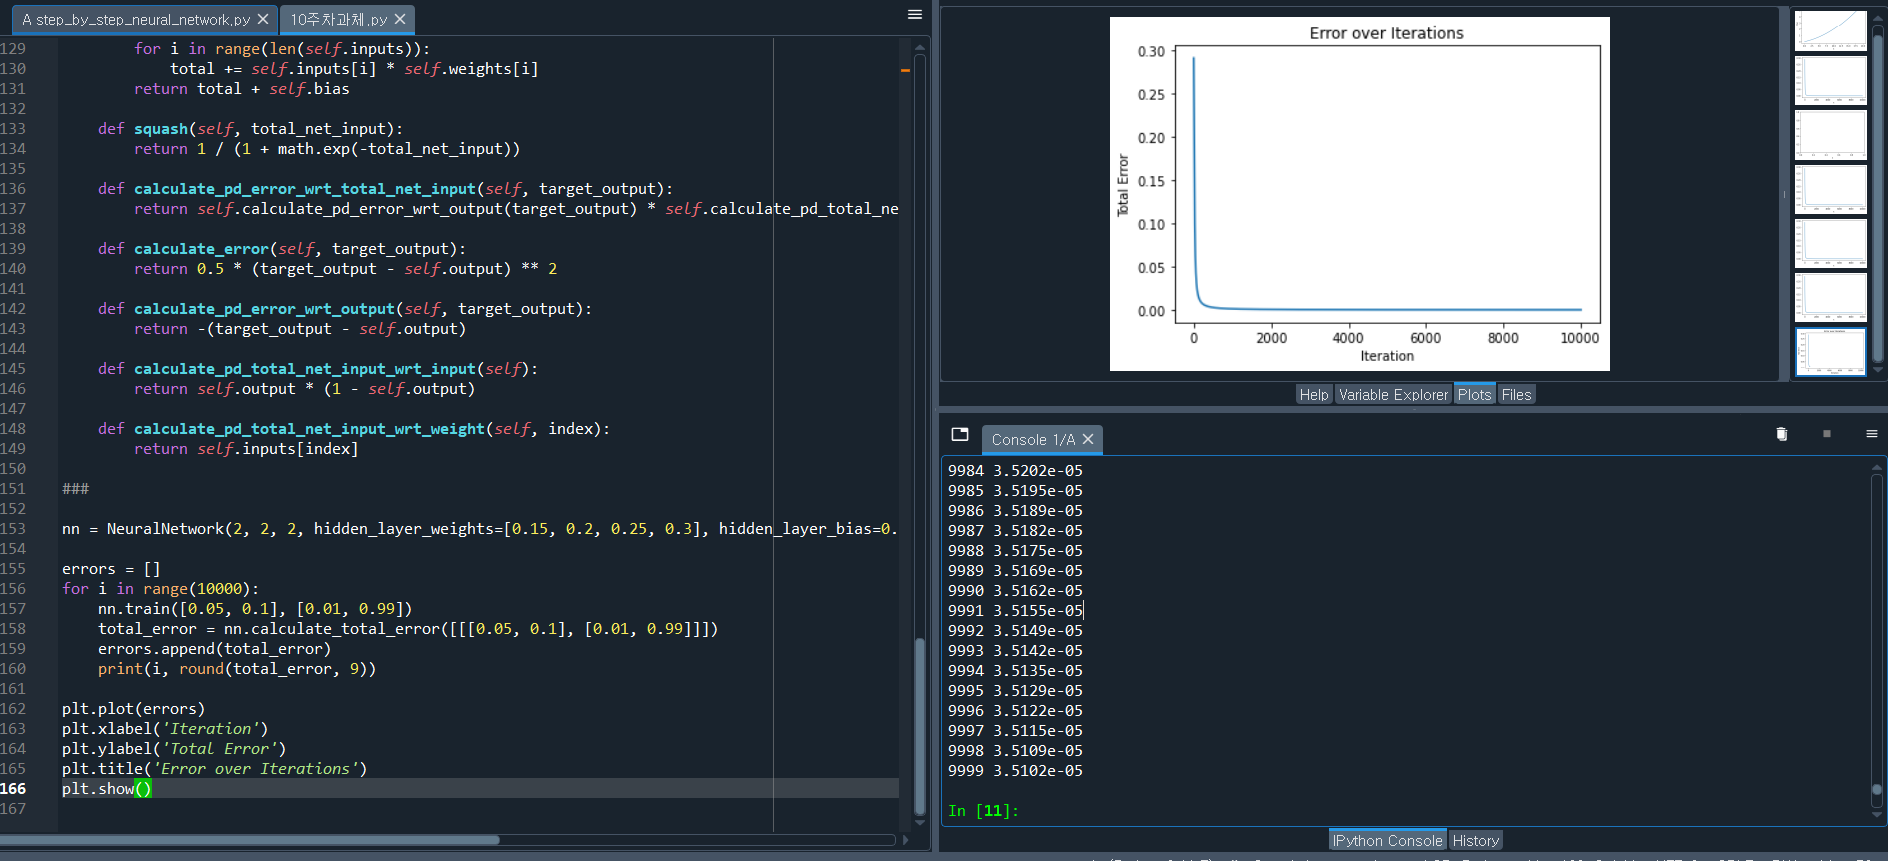 A step_by_step_neural_network.py
10주차과제.py
129 for i in range(len(self.inputs)):
130 total += self.inputs[i] * self.weights[i]
131 return total + self.bias
132
133 def squash(self, total_net_input):
134 return 1 / (1 + math.exp(-total_net_input))
135
136 def calculate_pd_error_wrt_total_net_input(self, target_output):
137 return self.calculate_pd_error_wrt_output(target_output) * self.calculate_pd_total_ne
138
139 def calculate_error(self, target_output):
140 return 0.5 * (target_output - self.output) ** 2
141
142 def calculate_pd_error_wrt_output(self, target_output):
143 return -(target_output - self.output)
144
145 def calculate_pd_total_net_input_wrt_input(self):
146 return self.output * (1 - self.output)
147
148 def calculate_pd_total_net_input_wrt_weight(self, index):
149 return self.inputs[index]
150
151 ###
152
153 nn = NeuralNetwork(2, 2, 2, hidden_layer_weights=[0.15, 0.2, 0.25, 0.3], hidden_layer_bias=0.
154
155 errors = []
156 for i in range(10000):
157 nn.train([0.05, 0.1], [0.01, 0.99])
158 total_error = nn.calculate_total_error([[[0.05, 0.1], [0.01, 0.99]]])
159 errors.append(total_error)
160 print(i, round(total_error, 9))
161
162 plt.plot(errors)
163 plt.xlabel('Iteration')
164 plt.ylabel('Total Error')
165 plt.title('Error over Iterations')
166 plt.show()
167
Error over Iterations
0.30
0.25
0.20
0.15
0.10
0.05
0.00
Total Error
0 2000 4000 6000 8000 10000
Iteration
Help Variable Explorer Plots Files
Console 1/A
9984 3.5202e-05
9985 3.5195e-05
9986 3.5189e-05
9987 3.5182e-05
9988 3.5175e-05
9989 3.5169e-05
9990 3.5162e-05
9991 3.5155e-05
9992 3.5149e-05
9993 3.5142e-05
9994 3.5135e-05
9995 3.5129e-05
9996 3.5122e-05
9997 3.5115e-05
9998 3.5109e-05
9999 3.5102e-05
In [11]:
IPython Console History